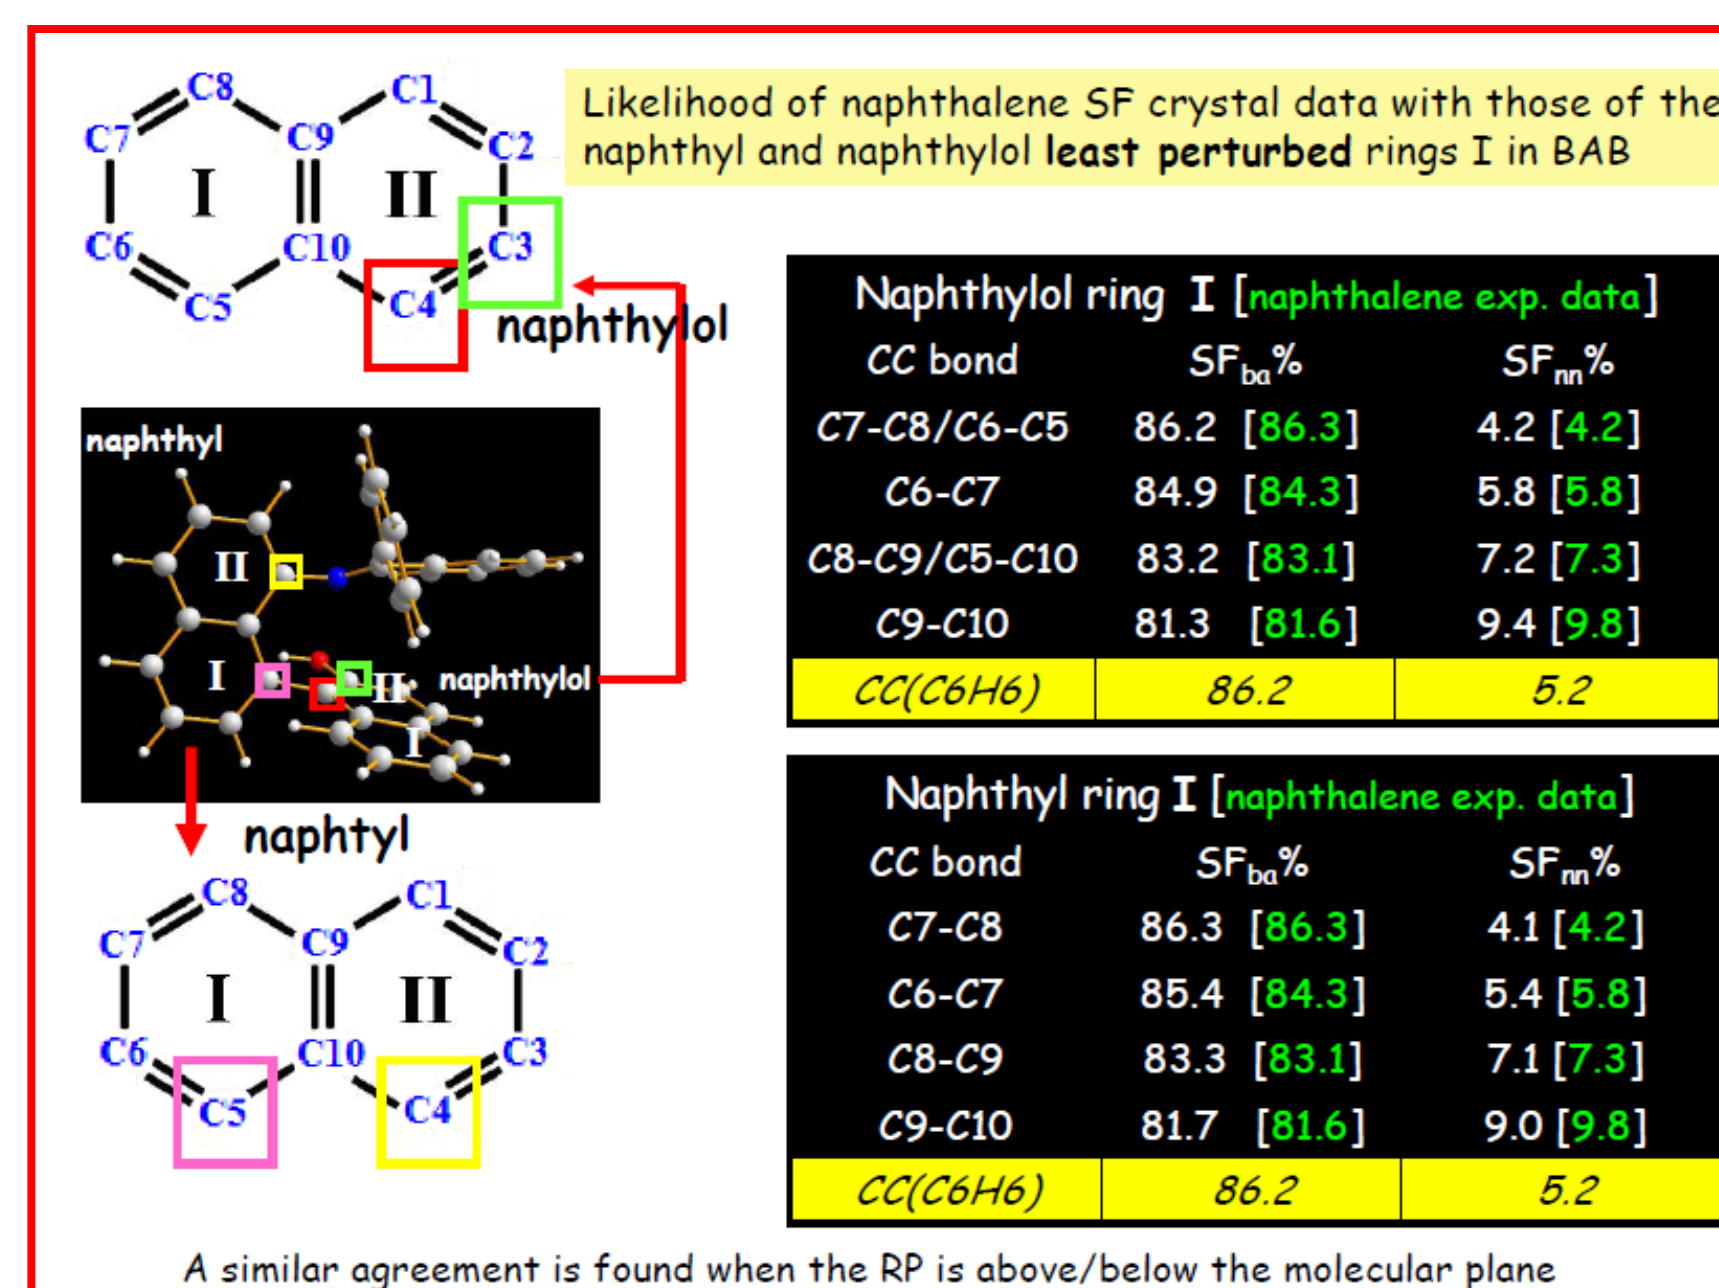 Likelihood of naphthalene SF crystal data with those of the
naphthyl and naphthylol least perturbed rings I in BAB
C8
C1
C7
C9
C2
I
II
C6
C10
C3
C5
C4
naphthylol
naphthyl
II
I
II
naphthylol
I
naphtyl
C8
C1
C7
C9
C2
I
II
C6
C10
C3
C5
C4
Naphthylol ring I [naphthalene exp. data]
CC bond SFba% SFnn%
C7-C8/C6-C5 86.2 [86.3] 4.2 [4.2]
C6-C7 84.9 [84.3] 5.8 [5.8]
C8-C9/C5-C10 83.2 [83.1] 7.2 [7.3]
C9-C10 81.3 [81.6] 9.4 [9.8]
CC(C6H6) 86.2 5.2
Naphthyl ring I [naphthalene exp. data]
CC bond SFba% SFnn%
C7-C8 86.3 [86.3] 4.1 [4.2]
C6-C7 85.4 [84.3] 5.4 [5.8]
C8-C9 83.3 [83.1] 7.1 [7.3]
C9-C10 81.7 [81.6] 9.0 [9.8]
CC(C6H6) 86.2 5.2
A similar agreement is found when the RP is above/below the molecular plane